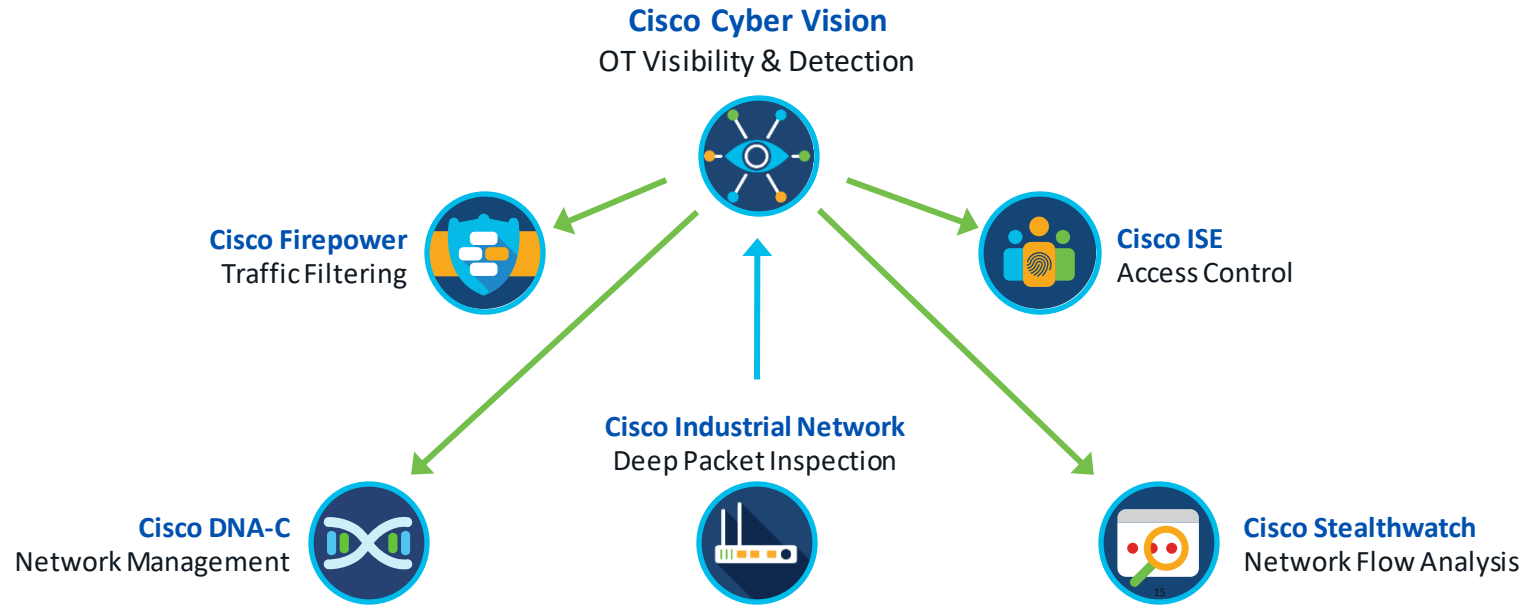 Cisco Cyber Vision
OT Visibility & Detection
Cisco Firepower
Traffic Filtering
Cisco ISE
Access Control
Cisco Industrial Network
Deep Packet Inspection
Cisco DNA-C
Network Management
Cisco Stealthwatch
Network Flow Analysis
15